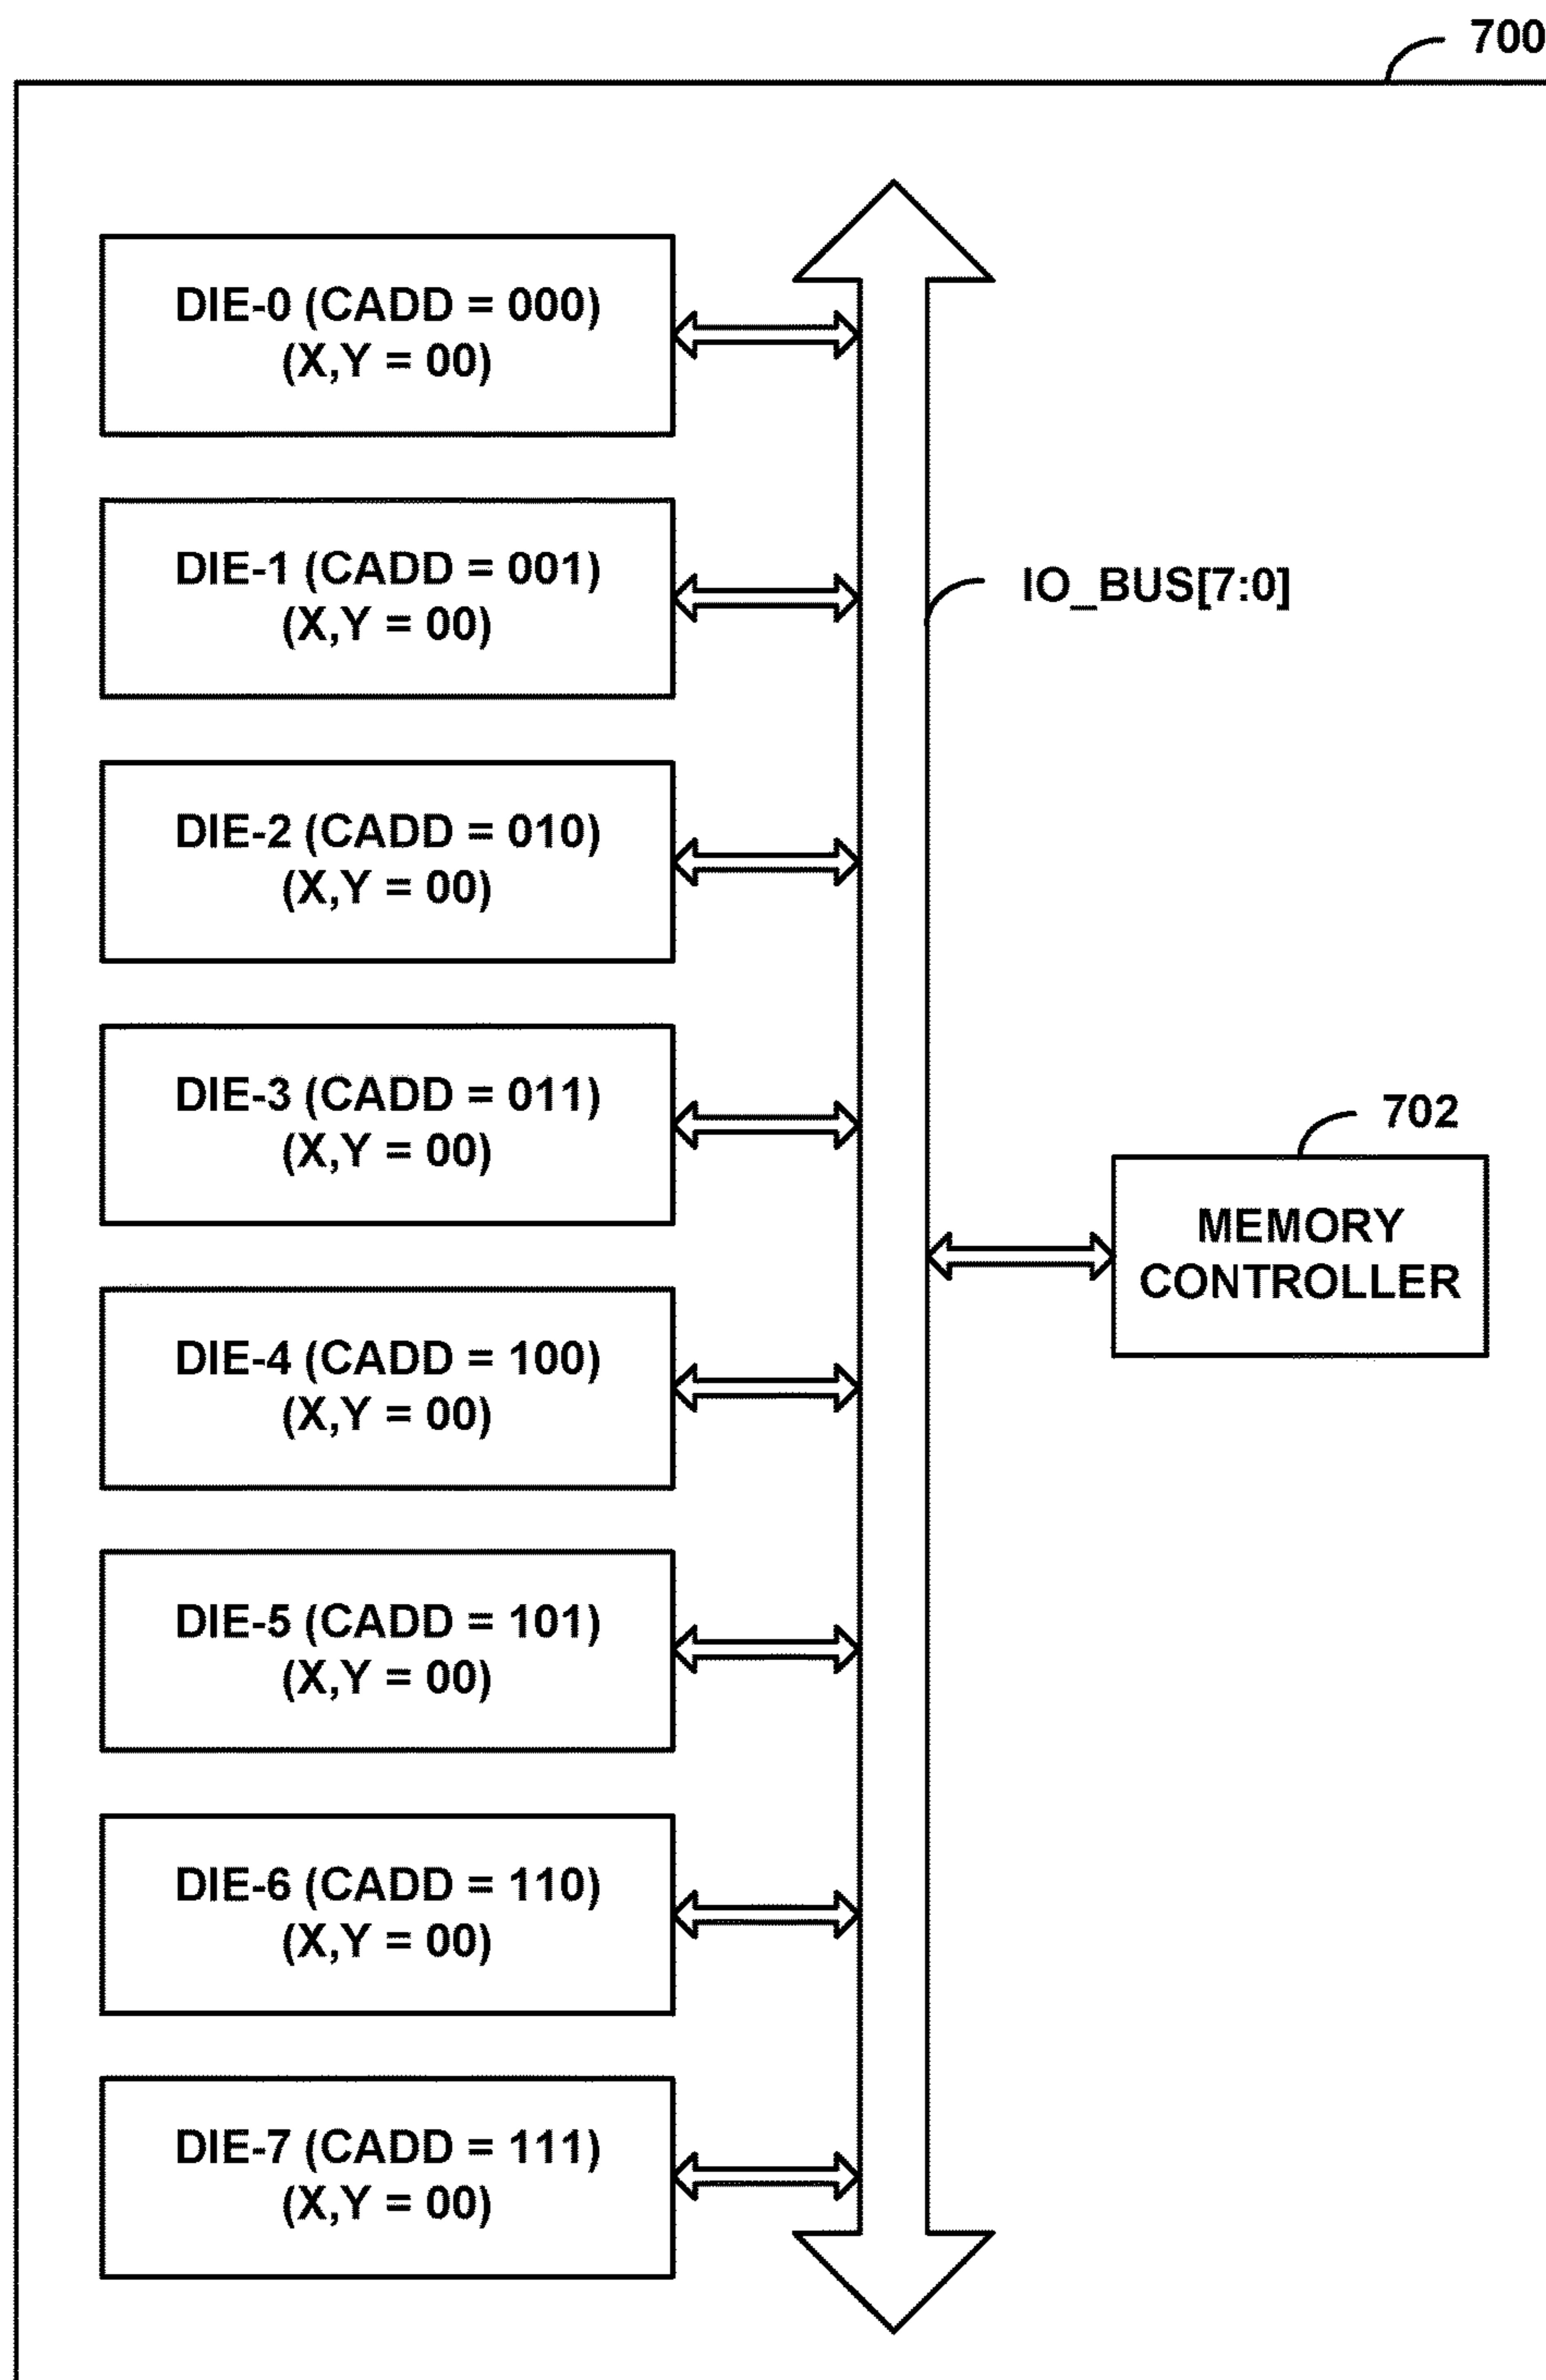 700
DIE-0 (CADD = 000)
(X,Y = 00)
DIE-1 (CADD = 001)
(X,Y = 00)
IO_BUS[7:0]
DIE-2 (CADD = 010)
(X,Y = 00)
DIE-3 (CADD = 011)
(X,Y = 00)
702
MEMORY
CONTROLLER
DIE-4 (CADD = 100)
(X,Y = 00)
DIE-5 (CADD = 101)
(X,Y = 00)
DIE-6 (CADD = 110)
(X,Y = 00)
DIE-7 (CADD = 111)
(X,Y = 00)